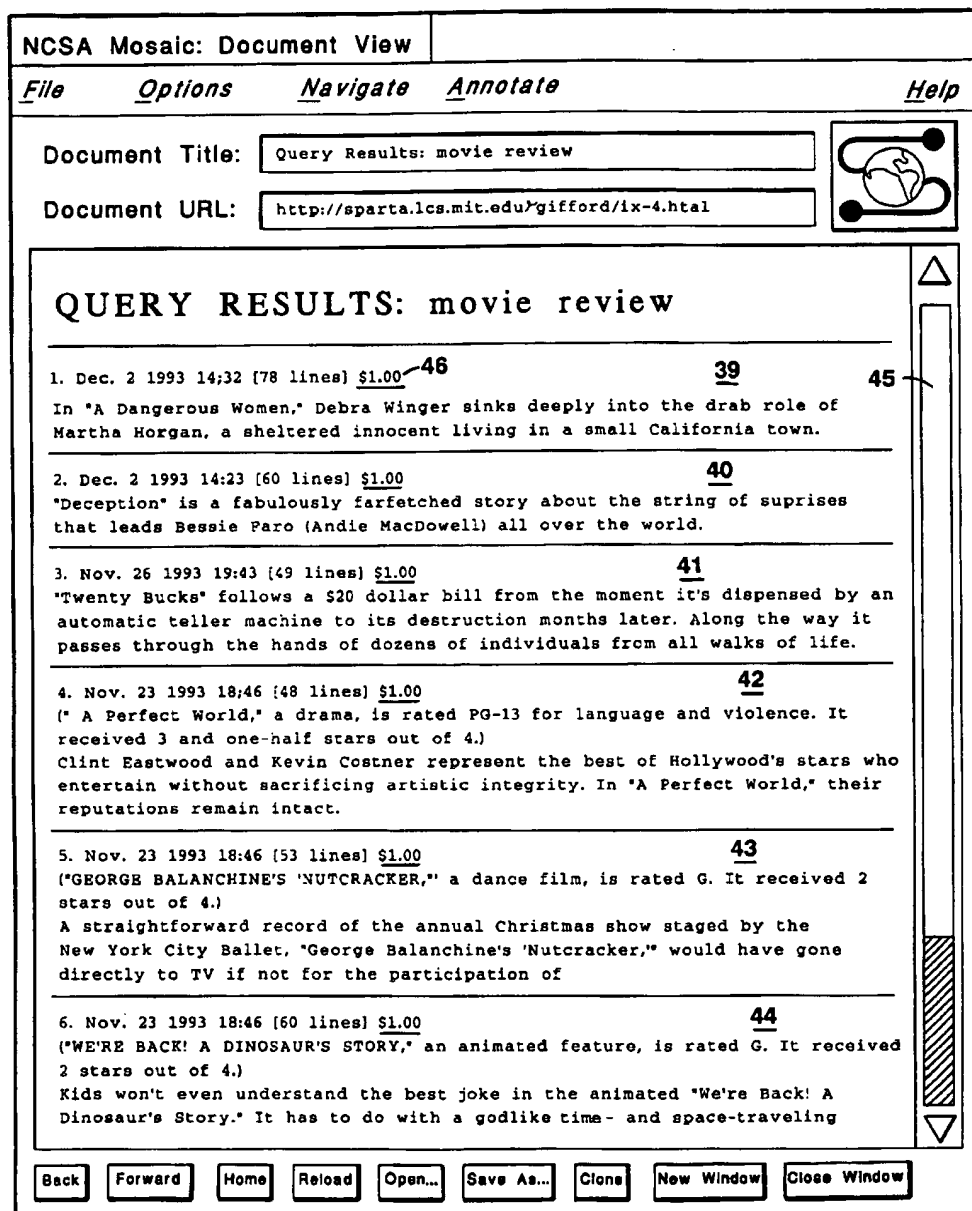 NCSA Mosaic: Document View
File Options Navigate Annotate Help
Document Title: Query Results: movie review
Document URL: http://sparta.lcs.mit.edu/~gifford/ix-4.htal
QUERY RESULTS: movie review
1. Dec. 2 1993 14;32 [78 lines] $1.00 46 39 45
In "A Dangerous Women," Debra Winger sinks deeply into the drab role of
Martha Horgan, a sheltered innocent living in a small California town.
2. Dec. 2 1993 14:23 [60 lines] $1.00 40
"Deception" is a fabulously farfetched story about the string of suprises
that leads Bessie Faro (Andie MacDowell) all over the world.
3. Nov. 26 1993 19:43 [49 lines] $1.00 41
"Twenty Bucks" follows a $20 dollar bill from the moment it's dispensed by an
automatic teller machine to its destruction months later. Along the way it
passes through the hands of dozens of individuals from all walks of life.
4. Nov. 23 1993 18;46 [48 lines] $1.00 42
(" A Perfect World," a drama, is rated PG-13 for language and violence. It
received 3 and one-half stars out of 4.)
Clint Eastwood and Kevin Costner represent the best of Hollywood's stars who
entertain without sacrificing artistic integrity. In "A Perfect World," their
reputations remain intact.
5. Nov. 23 1993 18:46 [53 lines] $1.00 43
("GEORGE BALANCHINE'S 'NUTCRACKER,'" a dance film, is rated G. It received 2
stars out of 4.)
A straightforward record of the annual Christmas show staged by the
New York City Ballet, "George Balanchine's 'Nutcracker,'" would have gone
directly to TV if not for the participation of
6. Nov. 23 1993 18:46 [60 lines] $1.00 44
("WE'RE BACK! A DINOSAUR'S STORY," an animated feature, is rated G. It received
2 stars out of 4.)
Kids won't even understand the best joke in the animated "We're Back! A
Dinosaur's Story." It has to do with a godlike time- and space-traveling
Back Forward Home Reload Open... Save As... Clone New Window Close Window